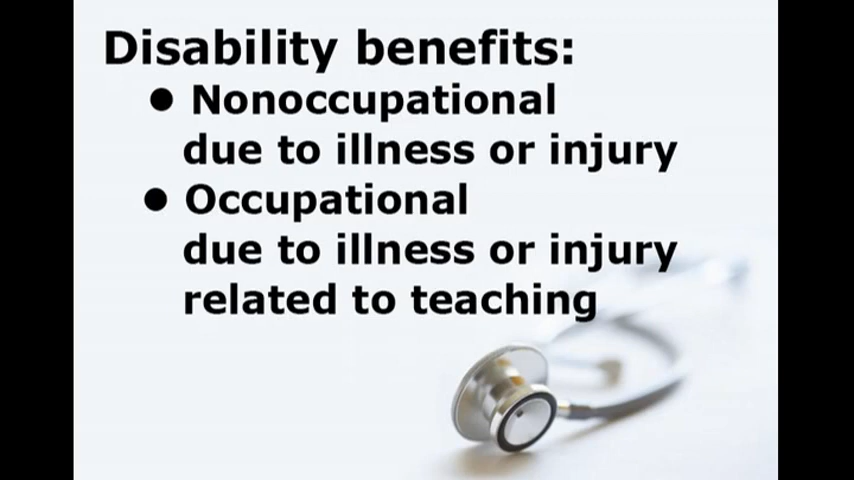 Disability benefits:
● Nonoccupational
due to illness or injury
● Occupational
due to illness or injury
related to teaching